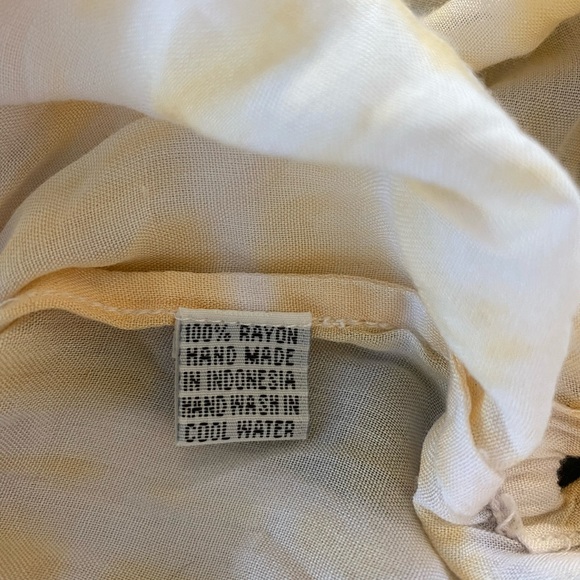 100% RAYON
HAND MADE
IN INDONESIA
HAND WASH IN
COOL WATER